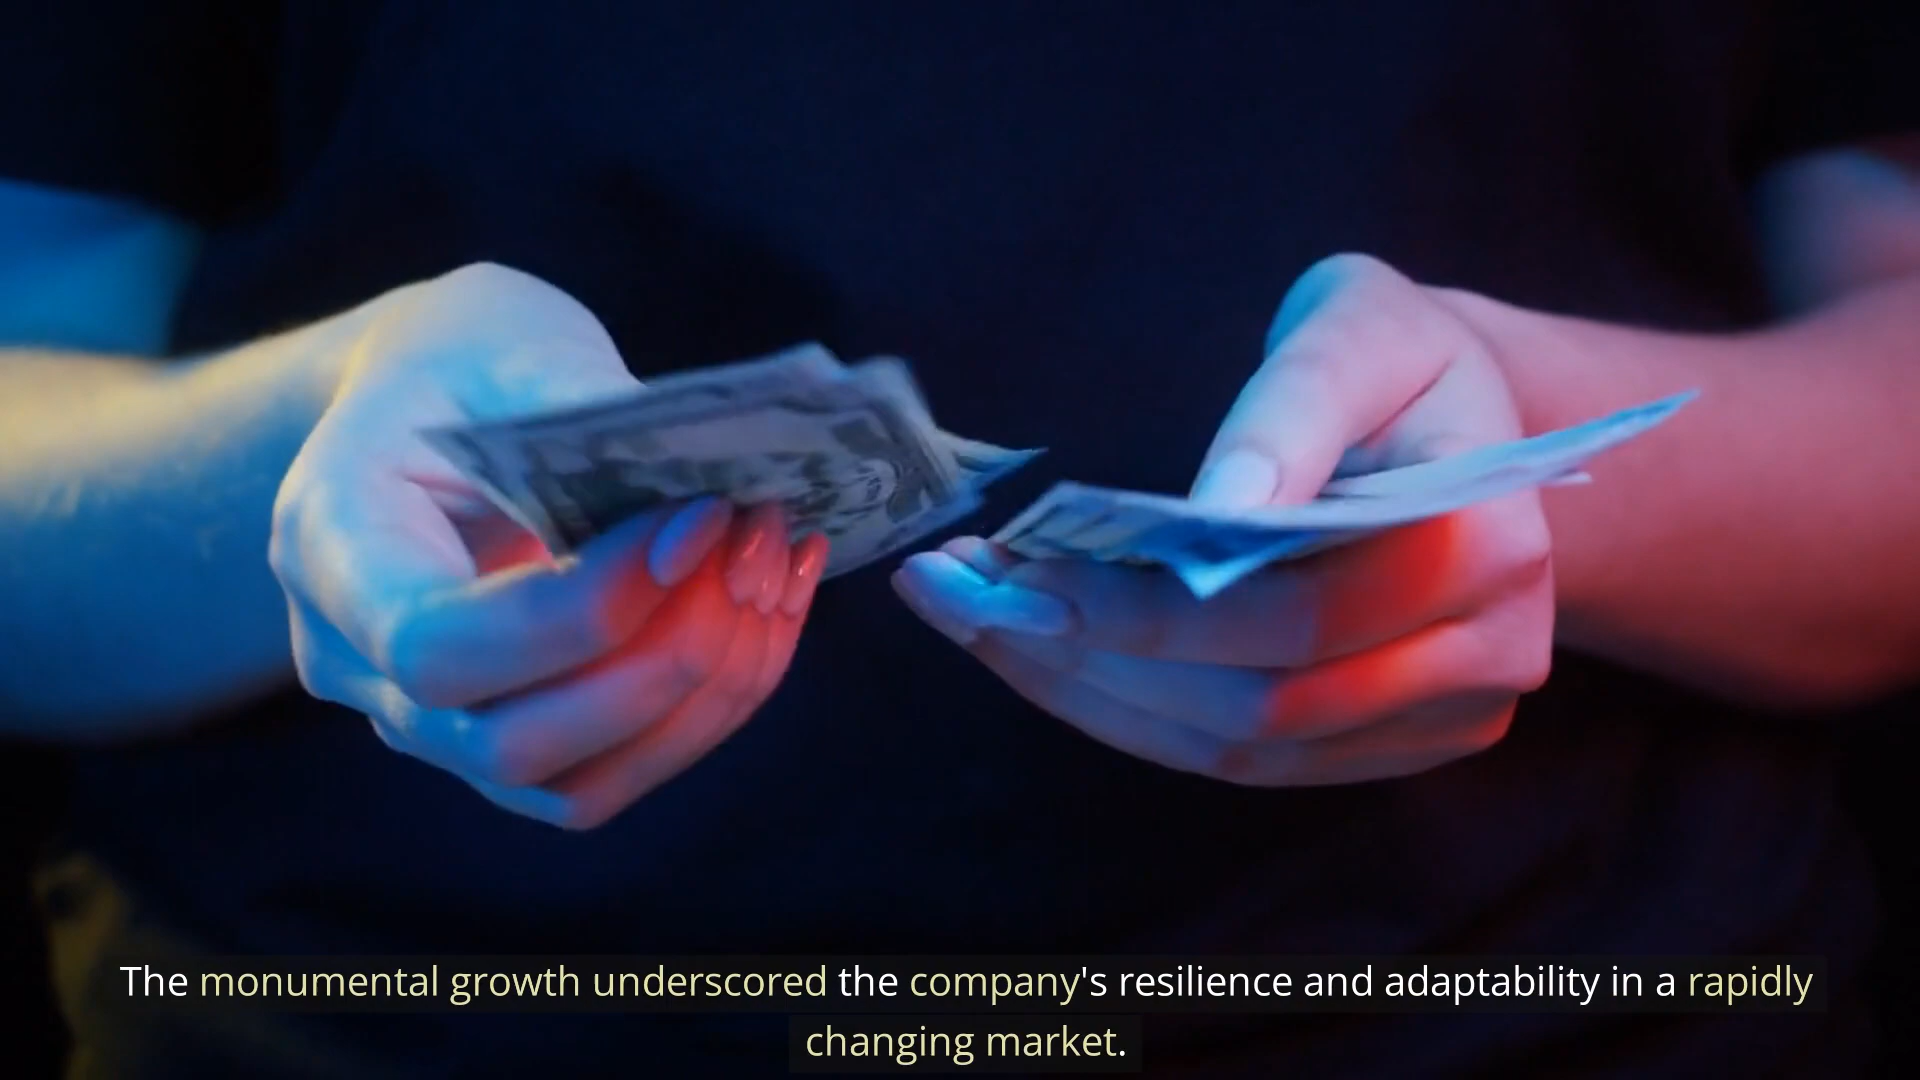 The monumental growth underscored the company's resilience and adaptability in a rapidly
changing market.